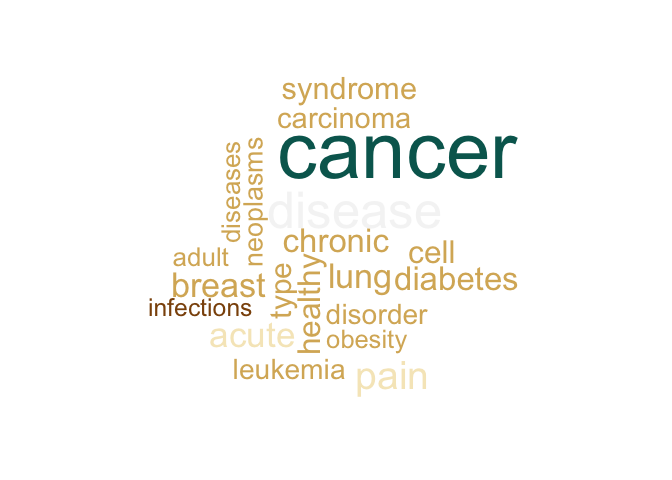 syndrome
carcinoma
cancer
diseases
neoplasms
disease
chronic
cell
adult
breast
type
healthy
lung
diabetes
infections
disorder
acute
obesity
leukemia
pain